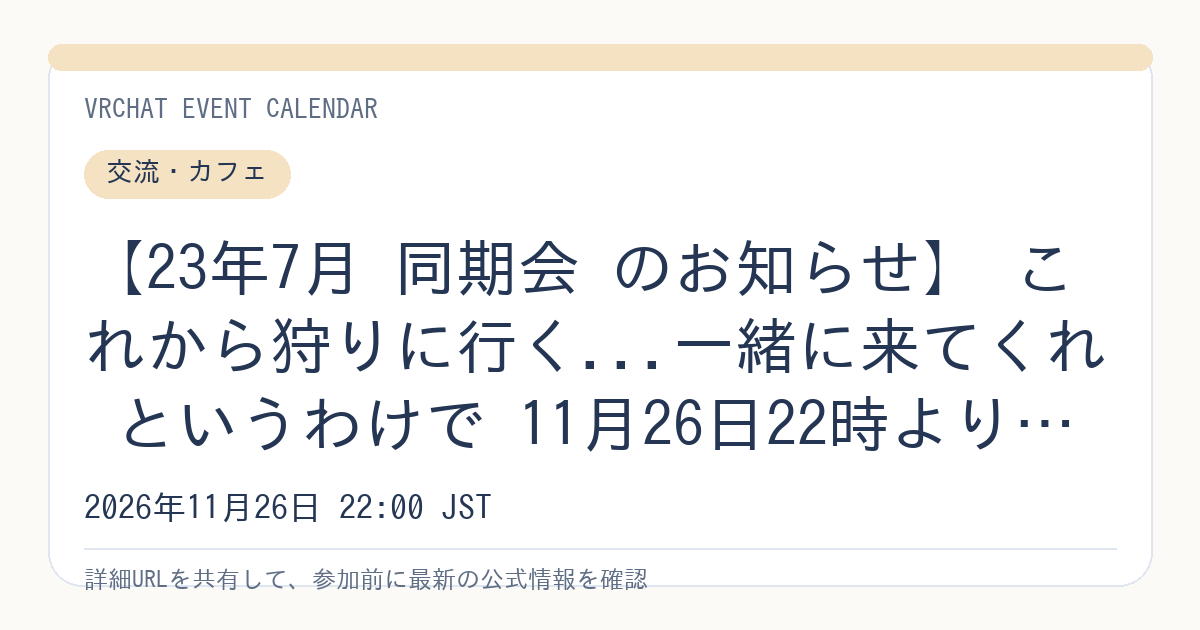 VRCHAT EVENT CALENDAR
交流・カフェ
【23年7月 同期会 のお知らせ】 こ
れから狩りに行く...一緒に来てくれ
というわけで 11月26日22時より…
2026年11月26日 22:00 JST
詳細URLを共有して、参加前に最新の公式情報を確認